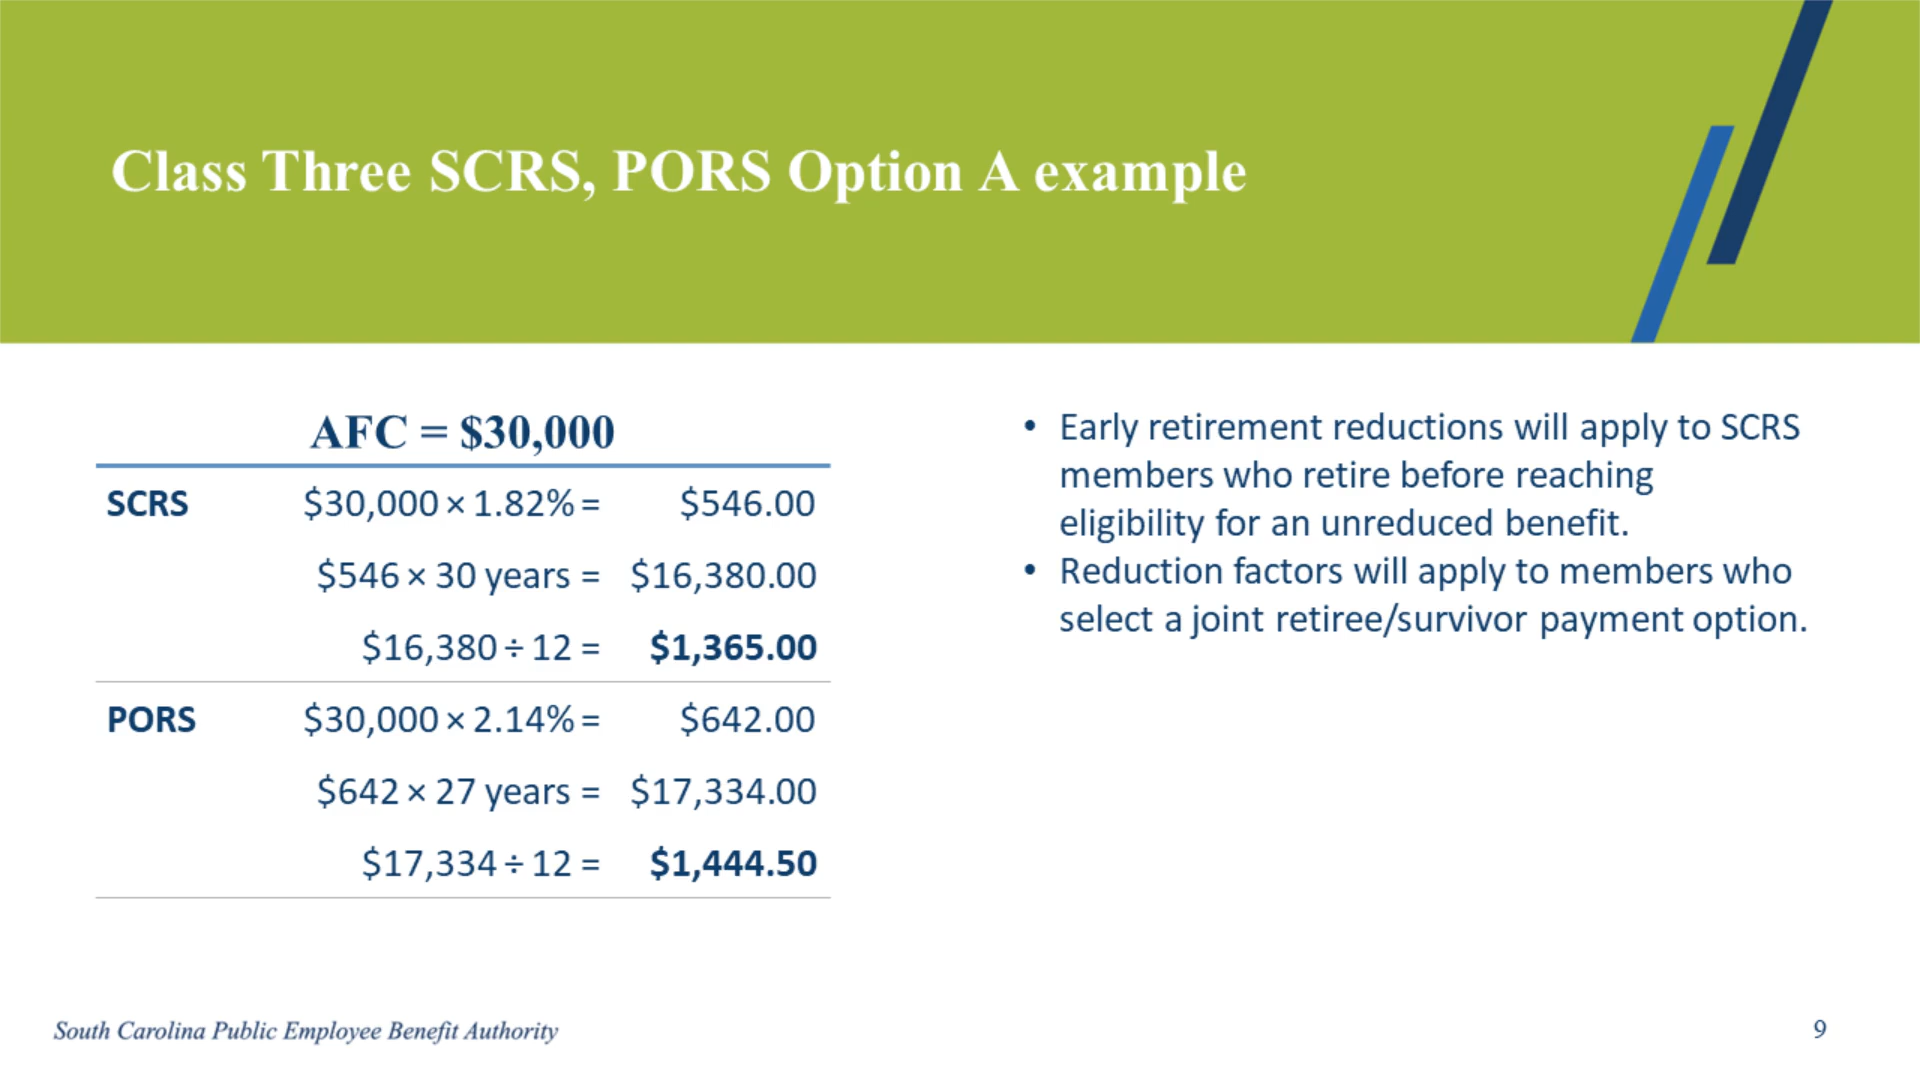 Class Three SCRS, PORS Option A example
AFC = $30,000
SCRS $30,000 × 1.82% = $546.00
$546 × 30 years = $16,380.00
$16,380 ÷ 12 = $1,365.00
PORS $30,000 × 2.14% = $642.00
$642 × 27 years = $17,334.00
$17,334 ÷ 12 = $1,444.50
• Early retirement reductions will apply to SCRS
members who retire before reaching
eligibility for an unreduced benefit.
• Reduction factors will apply to members who
select a joint retiree/survivor payment option.
South Carolina Public Employee Benefit Authority
9